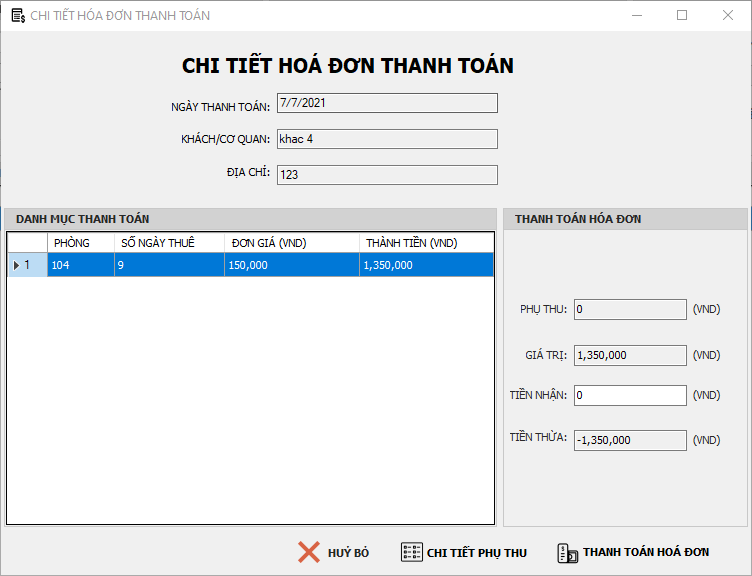 CHI TIẾT HÓA ĐƠN THANH TOÁN
CHI TIẾT HOÁ ĐƠN THANH TOÁN
NGÀY THANH TOÁN: 7/7/2021
KHÁCH/CƠ QUAN: khac 4
ĐỊA CHỈ: 123
DANH MỤC THANH TOÁN
PHÒNG SỐ NGÀY THUÊ ĐƠN GIÁ (VND) THÀNH TIỀN (VND)
1 104 9 150,000 1,350,000
THANH TOÁN HÓA ĐƠN
PHỤ THU: 0 (VND)
GIÁ TRỊ: 1,350,000 (VND)
TIỀN NHẬN: 0 (VND)
TIỀN THỪA: -1,350,000 (VND)
HUỶ BỎ CHI TIẾT PHỤ THU THANH TOÁN HOÁ ĐƠN